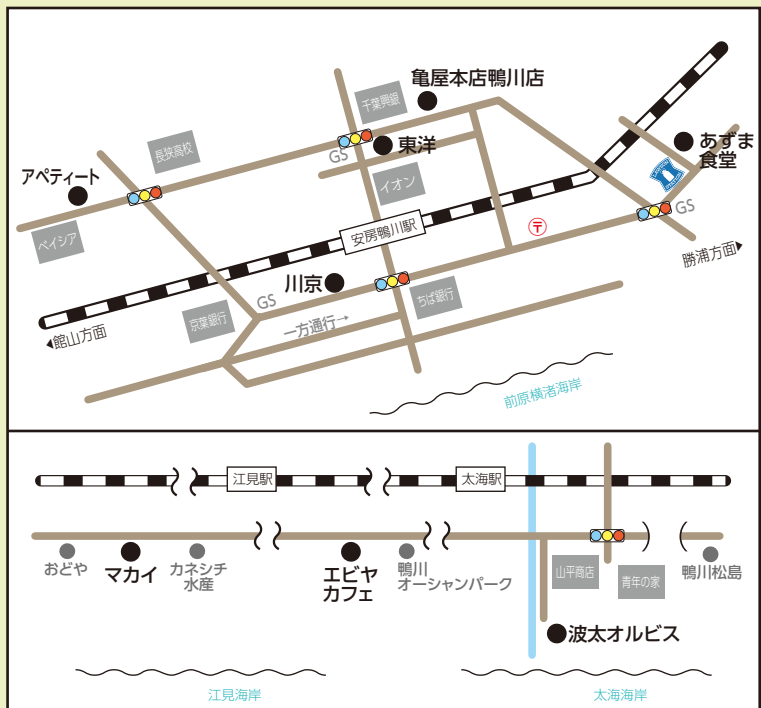 亀屋本店鴨川店
千葉興銀
長狭高校
GS
東洋
あずま
食堂
アペティート
イオン
ベイシア
安房鴨川駅
〒
GS
勝浦方面▶
川京
GS
ちば銀行
京葉銀行
一方通行→
◀館山方面
前原横渚海岸
江見駅
太海駅
おどや
マカイ
カネシチ
水産
エビヤ
カフェ
鴨川
オーシャンパーク
山平商店
青年の家
鴨川松島
波太オルビス
江見海岸
太海海岸